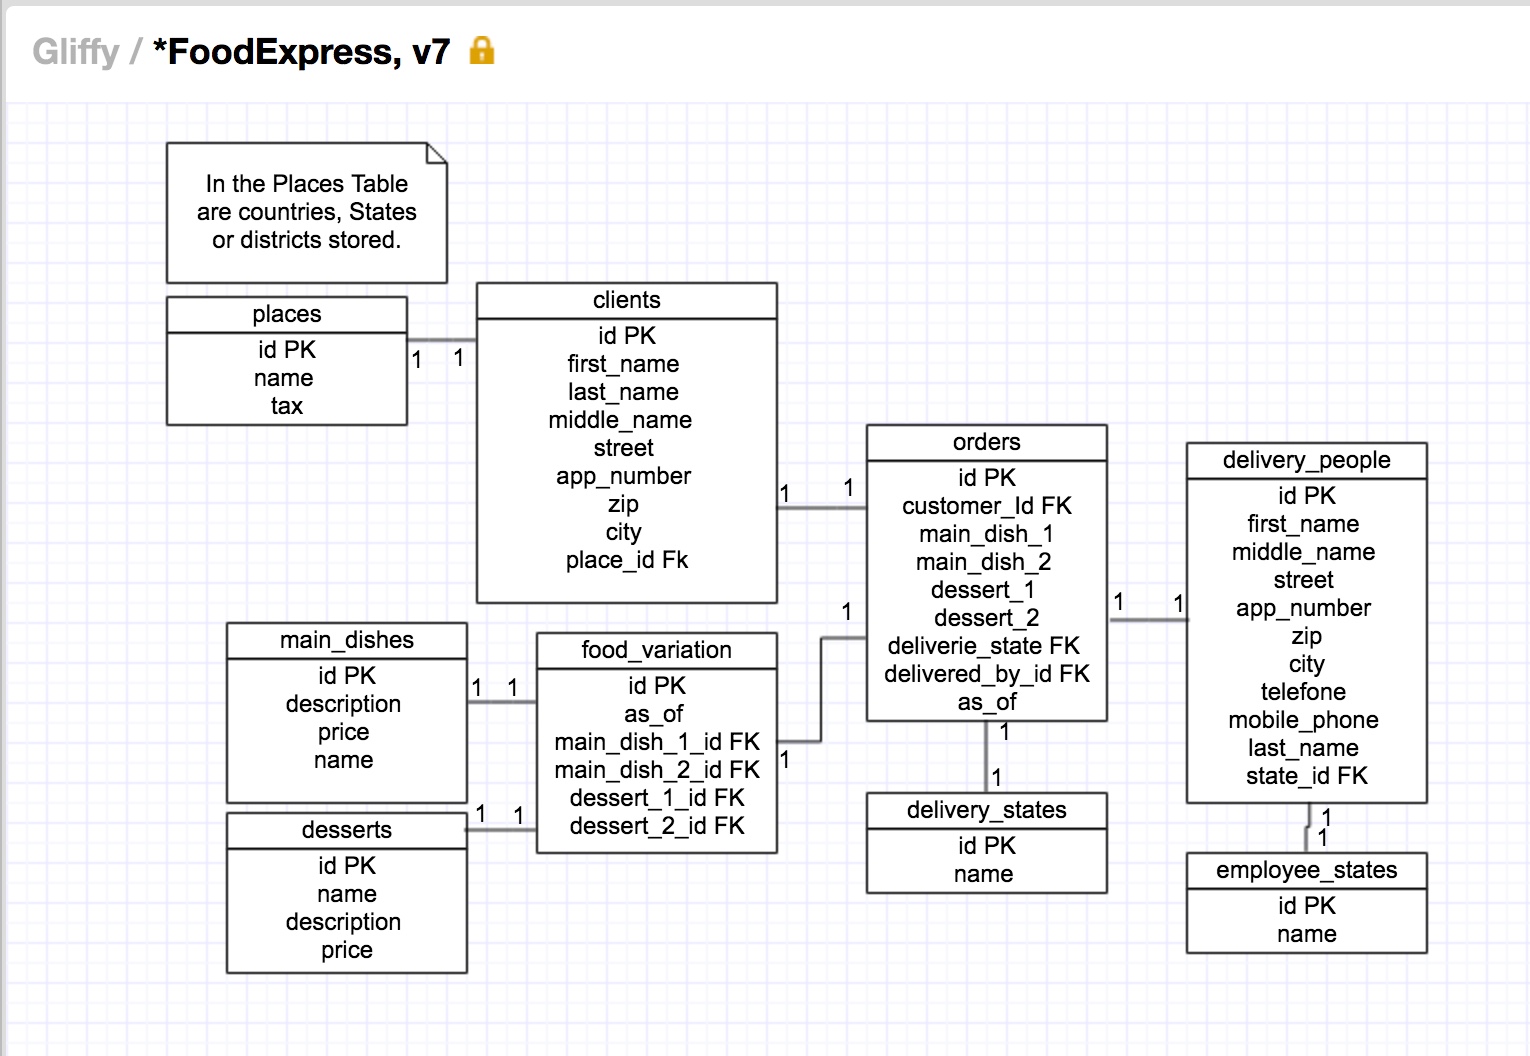 Gliffy / *FoodExpress, v7
In the Places Table
are countries, States
or districts stored.
places
id PK
name
tax
1 1
clients
id PK
first_name
last_name
middle_name
street
app_number
zip
city
place_id Fk
1 1
orders
id PK
customer_Id FK
main_dish_1
main_dish_2
dessert_1
dessert_2
deliverie_state FK
delivered_by_id FK
as_of
1 1
delivery_people
id PK
first_name
middle_name
street
app_number
zip
city
telefone
mobile_phone
last_name
state_id FK
main_dishes
id PK
description
price
name
1 1
food_variation
id PK
as_of
main_dish_1_id FK
main_dish_2_id FK
dessert_1_id FK
dessert_2_id FK
1
1
desserts
id PK
name
description
price
1 1
1
1
delivery_states
id PK
name
1
1
employee_states
id PK
name